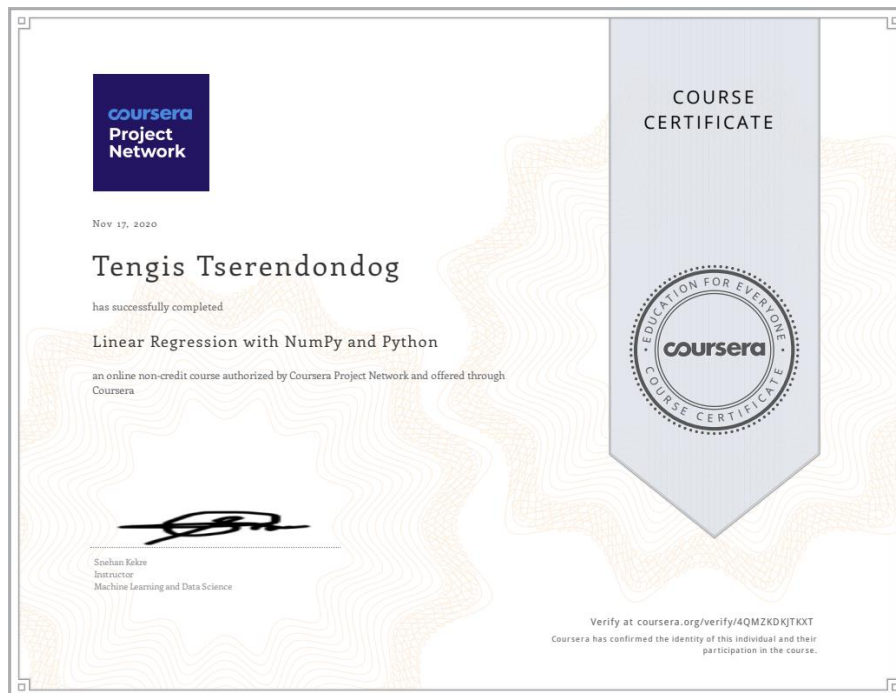 coursera
Project
Network
COURSE
CERTIFICATE
Nov 17, 2020
Tengis Tserendondog
has successfully completed
Linear Regression with NumPy and Python
an online non-credit course authorized by Coursera Project Network and offered through
Coursera
EDUCATION FOR EVERYONE
coursera
COURSE CERTIFICATE
Snehan Kekre
Instructor
Machine Learning and Data Science
Verify at coursera.org/verify/4QMZKDKJTKXT
Coursera has confirmed the identity of this individual and their
participation in the course.